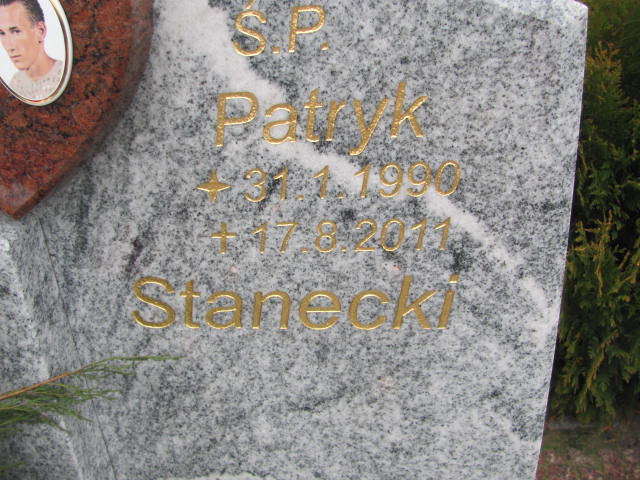 Ś.P.
Patryk
31.1.1990
17.8.2011
Stanecki